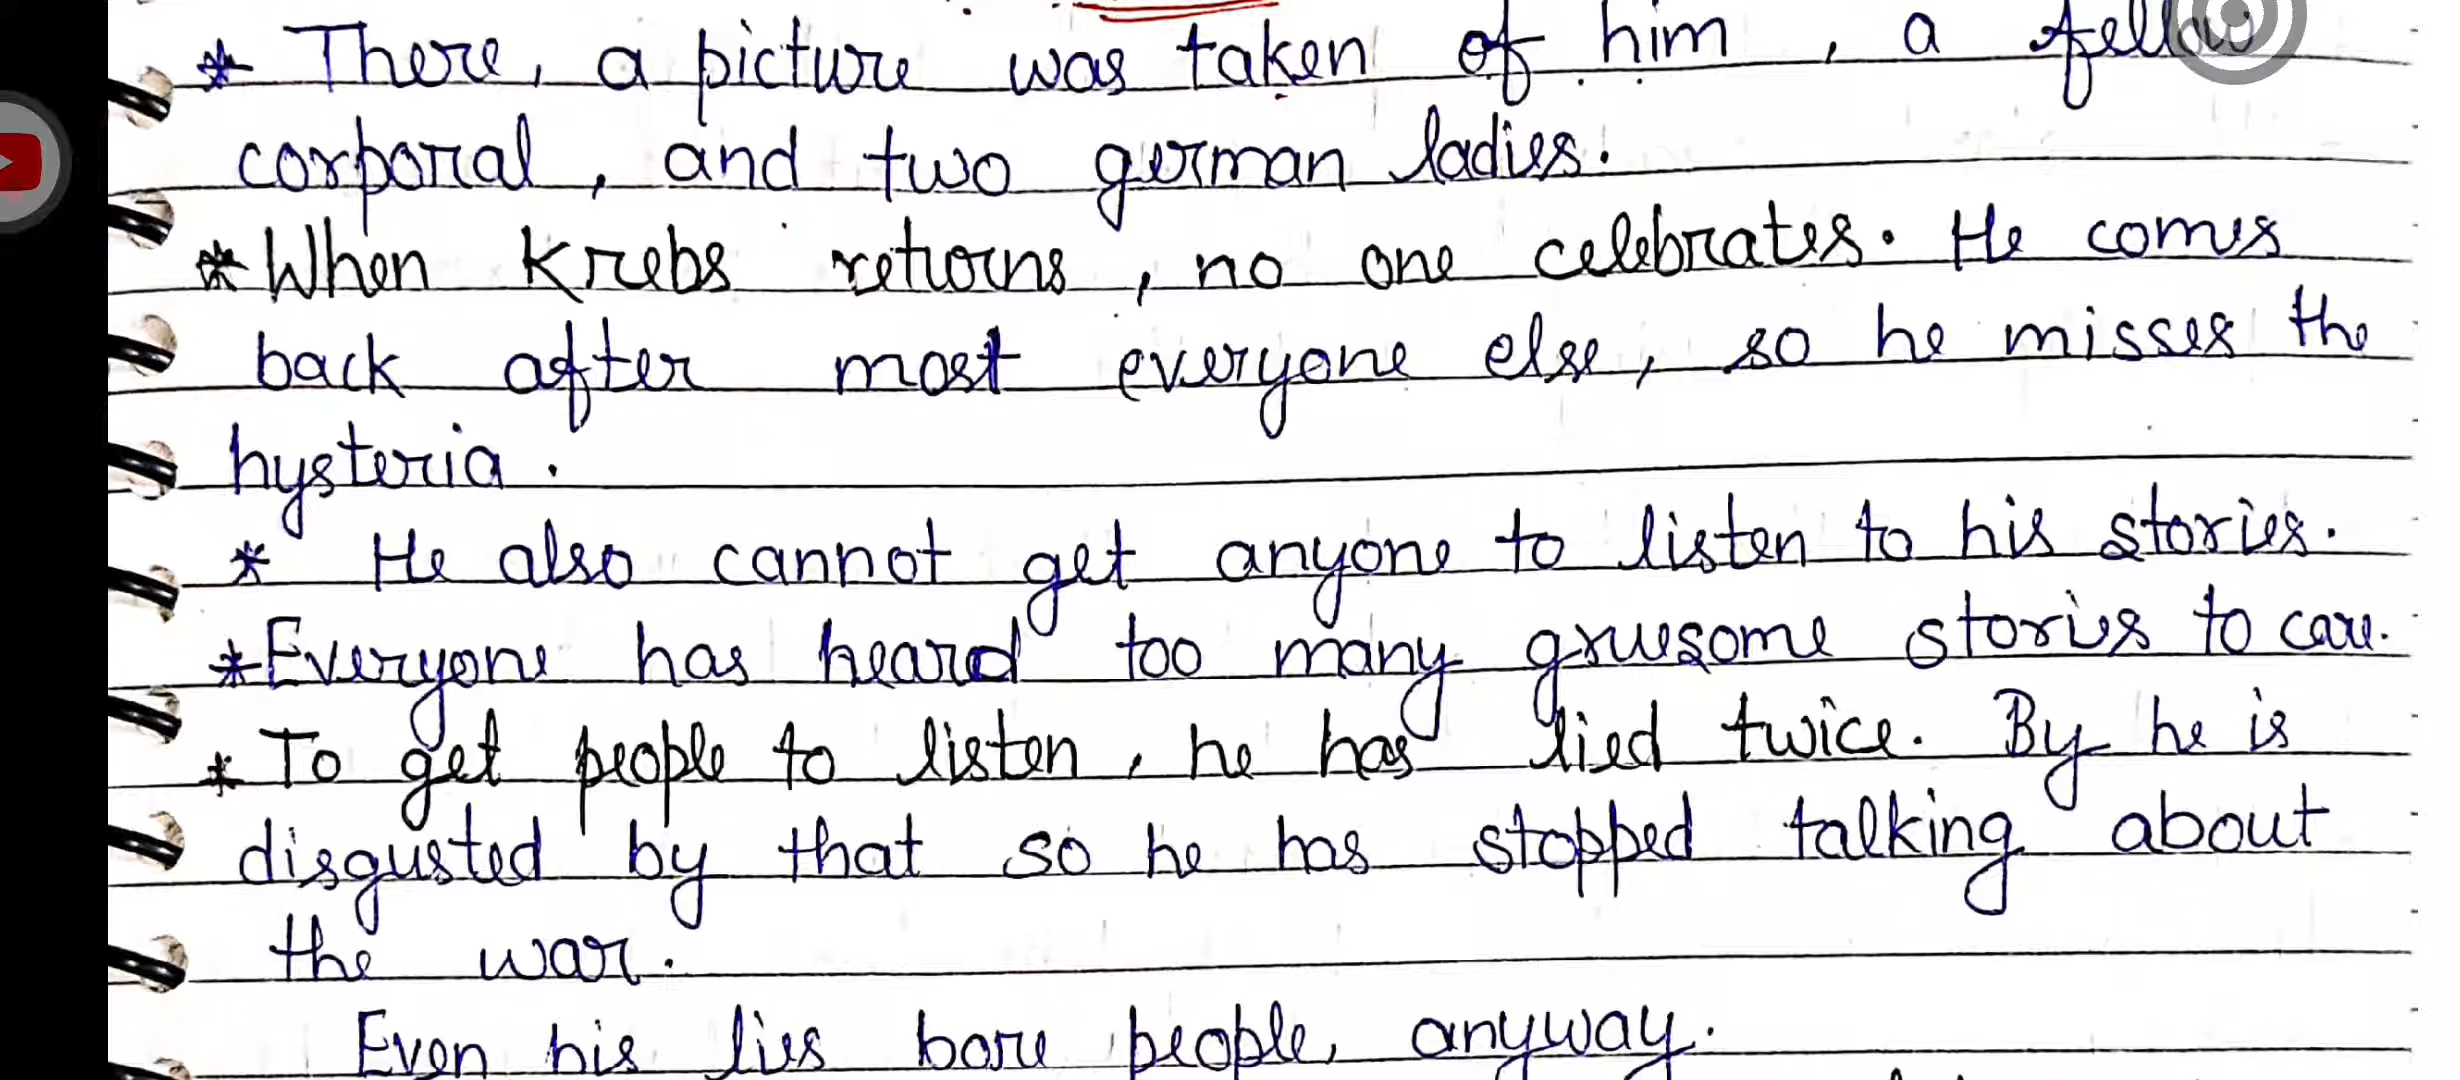 * There, a picture was taken of him, a fellow
corporal, and two german ladies.
* When Krebs returns, no one celebrates. He comes
back after most everyone else, so he misses the
hysteria.
* He also cannot get anyone to listen to his stories.
* Everyone has heard too many gruesome stories to care.
* To get people to listen, he has lied twice. By he is
disgusted by that so he has stopped talking about
the war.
Even his lies bore people, anyway.